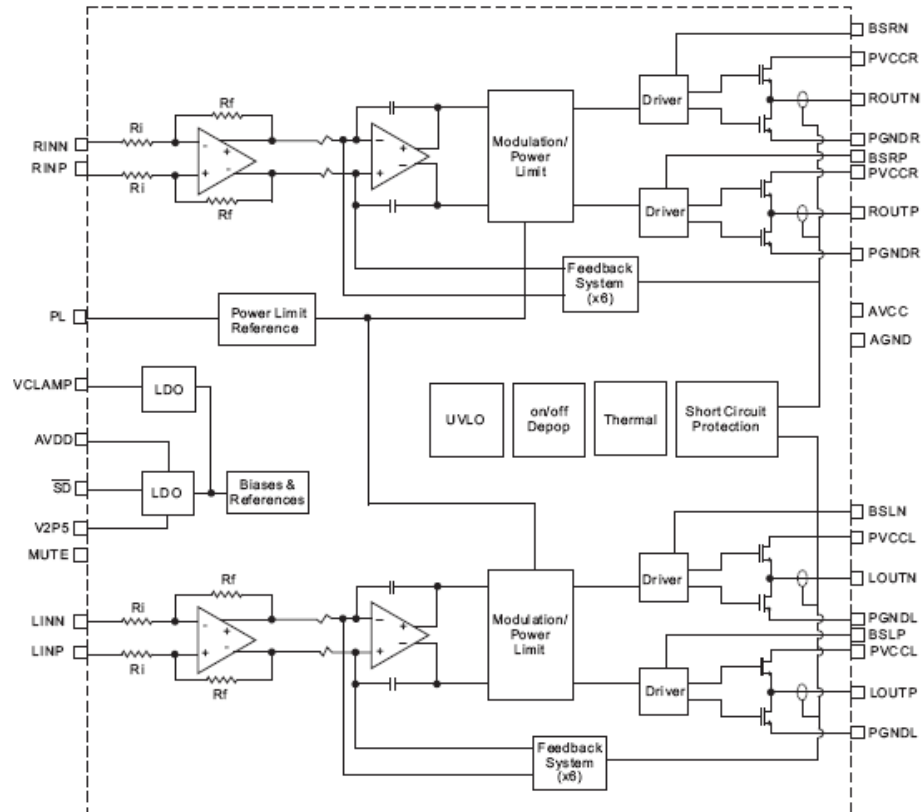 BSRN
PVCCR
Rf
Ri
Driver
ROUTN
RINN
Modulation/
Power
Limit
PGNDR
BSRP
RINP
PVCCR
Ri
Rf
Driver
ROUTP
PGNDR
Feedback
System
(x6)
PL
Power Limit
Reference
AVCC
AGND
VCLAMP
LDO
UVLO
on/off
Depop
Thermal
Short Circuit
Protection
AVDD
SD
LDO
Biases &
References
V2P5
BSLN
MUTE
PVCCL
Rf
Driver
LOUTN
Ri
LINN
Modulation/
Power
Limit
PGNDL
BSLP
LINP
PVCCL
Ri
Rf
Driver
LOUTP
PGNDL
Feedback
System
(x6)